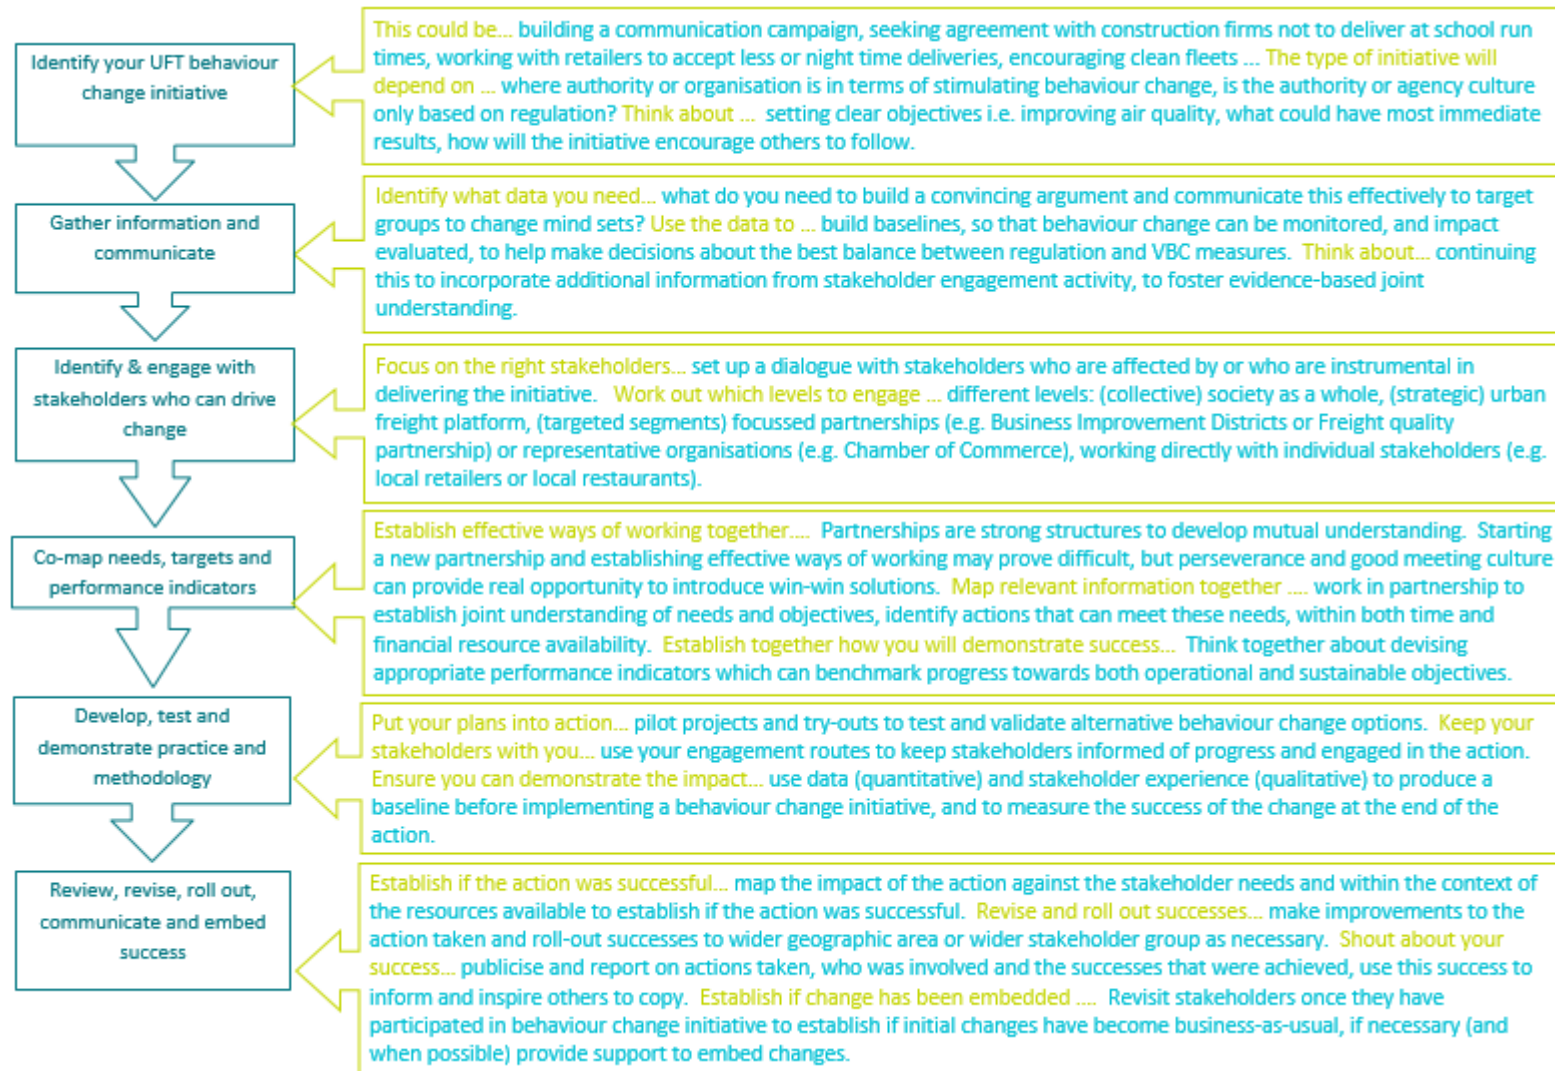 Identify your UFT behaviour
change initiative
This could be... building a communication campaign, seeking agreement with construction firms not to deliver at school run
times, working with retailers to accept less or night time deliveries, encouraging clean fleets ... The type of initiative will
depend on ... where authority or organisation is in terms of stimulating behaviour change, is the authority or agency culture
only based on regulation? Think about ... setting clear objectives i.e. improving air quality, what could have most immediate
results, how will the initiative encourage others to follow.
Gather information and
communicate
Identify what data you need... what do you need to build a convincing argument and communicate this effectively to target
groups to change mind sets? Use the data to ... build baselines, so that behaviour change can be monitored, and impact
evaluated, to help make decisions about the best balance between regulation and VBC measures. Think about... continuing
this to incorporate additional information from stakeholder engagement activity, to foster evidence-based joint
understanding.
Identify & engage with
stakeholders who can drive
change
Focus on the right stakeholders... set up a dialogue with stakeholders who are affected by or who are instrumental in
delivering the initiative. Work out which levels to engage ... different levels: (collective) society as a whole, (strategic) urban
freight platform, (targeted segments) focussed partnerships (e.g. Business Improvement Districts or Freight quality
partnership) or representative organisations (e.g. Chamber of Commerce), working directly with individual stakeholders (e.g.
local retailers or local restaurants).
Co-map needs, targets and
performance indicators
Establish effective ways of working together.... Partnerships are strong structures to develop mutual understanding. Starting
a new partnership and establishing effective ways of working may prove difficult, but perseverance and good meeting culture
can provide real opportunity to introduce win-win solutions. Map relevant information together .... work in partnership to
establish joint understanding of needs and objectives, identify actions that can meet these needs, within both time and
financial resource availability. Establish together how you will demonstrate success... Think together about devising
appropriate performance indicators which can benchmark progress towards both operational and sustainable objectives.
Develop, test and
demonstrate practice and
methodology
Put your plans into action... pilot projects and try-outs to test and validate alternative behaviour change options. Keep your
stakeholders with you... use your engagement routes to keep stakeholders informed of progress and engaged in the action.
Ensure you can demonstrate the impact... use data (quantitative) and stakeholder experience (qualitative) to produce a
baseline before implementing a behaviour change initiative, and to measure the success of the change at the end of the
action.
Review, revise, roll out,
communicate and embed
success
Establish if the action was successful... map the impact of the action against the stakeholder needs and within the context of
the resources available to establish if the action was successful. Revise and roll out successes... make improvements to the
action taken and roll-out successes to wider geographic area or wider stakeholder group as necessary. Shout about your
success... publicise and report on actions taken, who was involved and the successes that were achieved, use this success to
inform and inspire others to copy. Establish if change has been embedded .... Revisit stakeholders once they have
participated in behaviour change initiative to establish if initial changes have become business-as-usual, if necessary (and
when possible) provide support to embed changes.